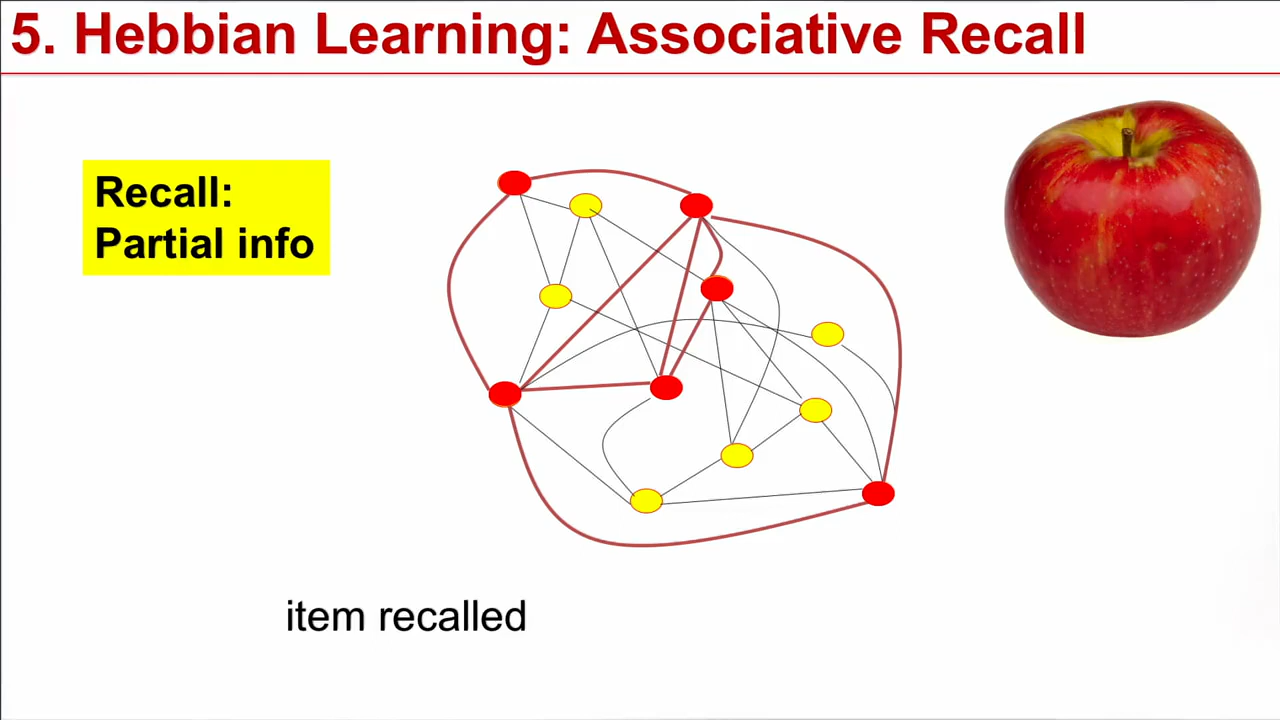 5. Hebbian Learning: Associative Recall
Recall:
Partial info
item recalled